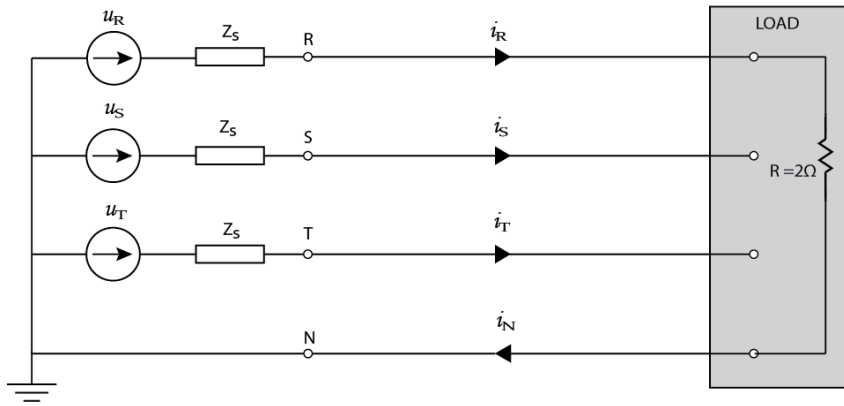 u_R Z_s R i_R LOAD
u_S Z_s S i_S
R =2Ω
u_T Z_s T i_T
N i_N